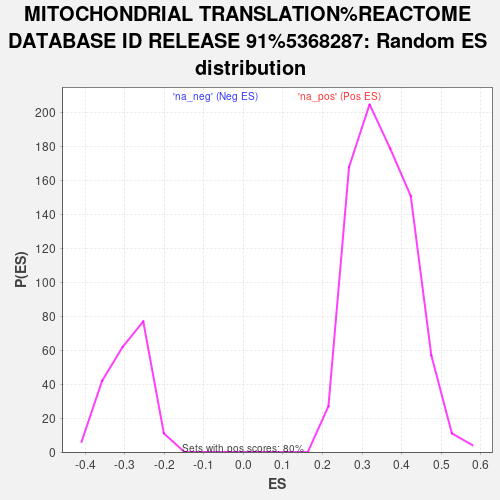 MITOCHONDRIAL TRANSLATION%REACTOME
DATABASE ID RELEASE 91%5368287: Random ES
distribution
'na_neg' (Neg ES)
'na_pos' (Pos ES)
P(ES)
200
180
160
140
120
100
80
60
40
20
0
Sets with pos scores: 80%
-0.4 -0.3 -0.2 -0.1 0.0 0.1 0.2 0.3 0.4 0.5 0.6
ES